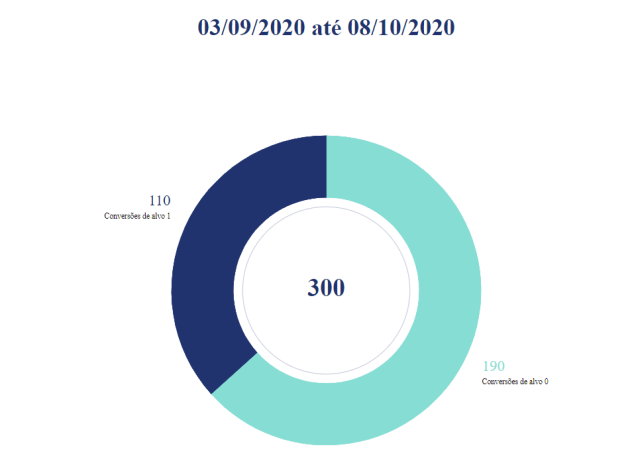 03/09/2020 até 08/10/2020
110
Conversões de alvo 1
300
190
Conversões de alvo 0